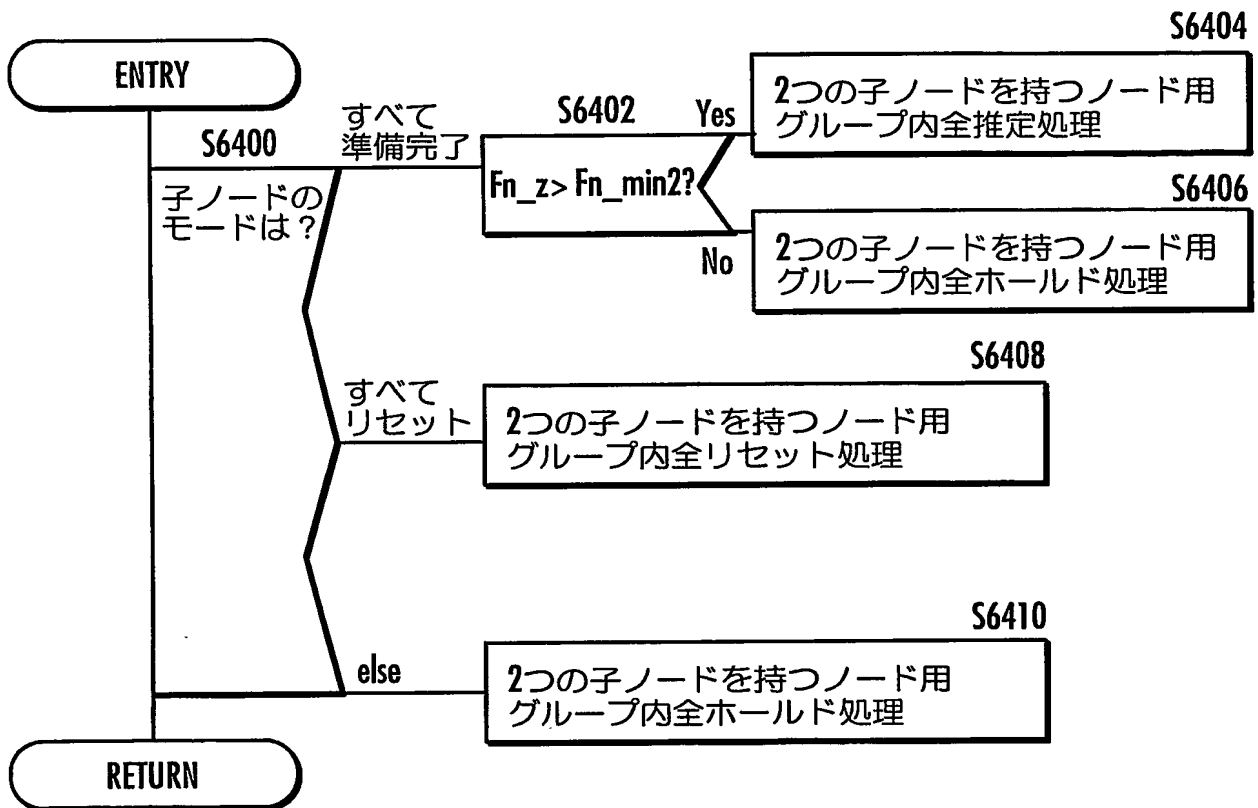 ENTRY
S6400
子ノードの
モードは？
すべて
準備完了
S6402
Fn_z> Fn_min2?
Yes
S6404
2つの子ノードを持つノード用
グループ内全推定処理
No
S6406
2つの子ノードを持つノード用
グループ内全ホールド処理
すべて
リセット
S6408
2つの子ノードを持つノード用
グループ内全リセット処理
else
S6410
2つの子ノードを持つノード用
グループ内全ホールド処理
RETURN